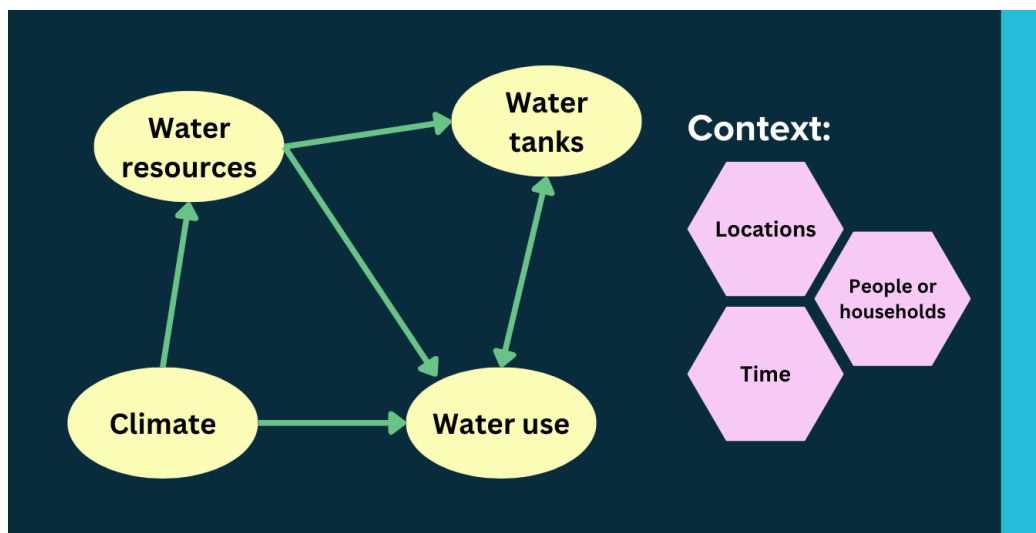 Water
resources
Water
tanks
Climate
Water use
Context:
Locations
People or
households
Time